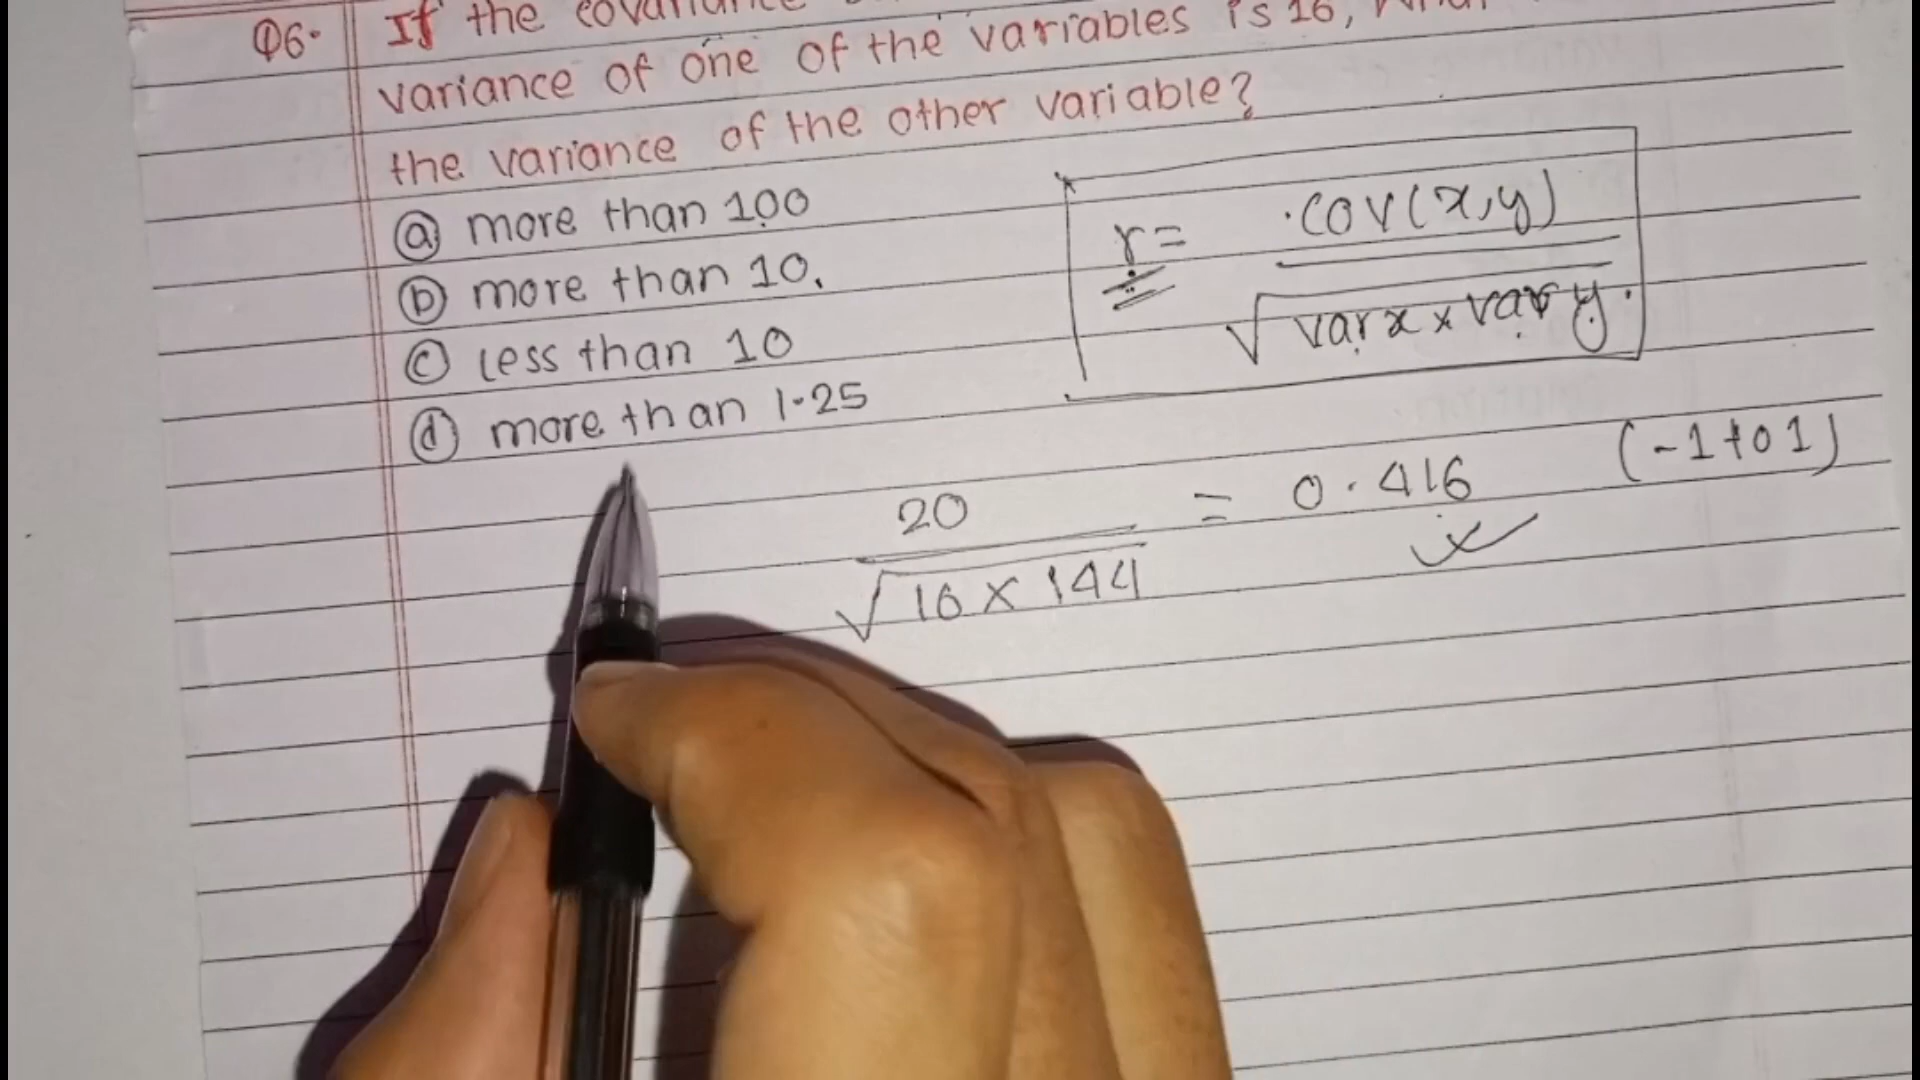 Q6. If the covariance
variance of one of the variables is 16,
the variance of the other variable?
ⓐ more than 100
ⓑ more than 10.
ⓒ less than 10
ⓓ more than 1.25
r = cov(x,y)
√var x × var y.
20
√16 × 144
= 0.416
(-1 to 1)